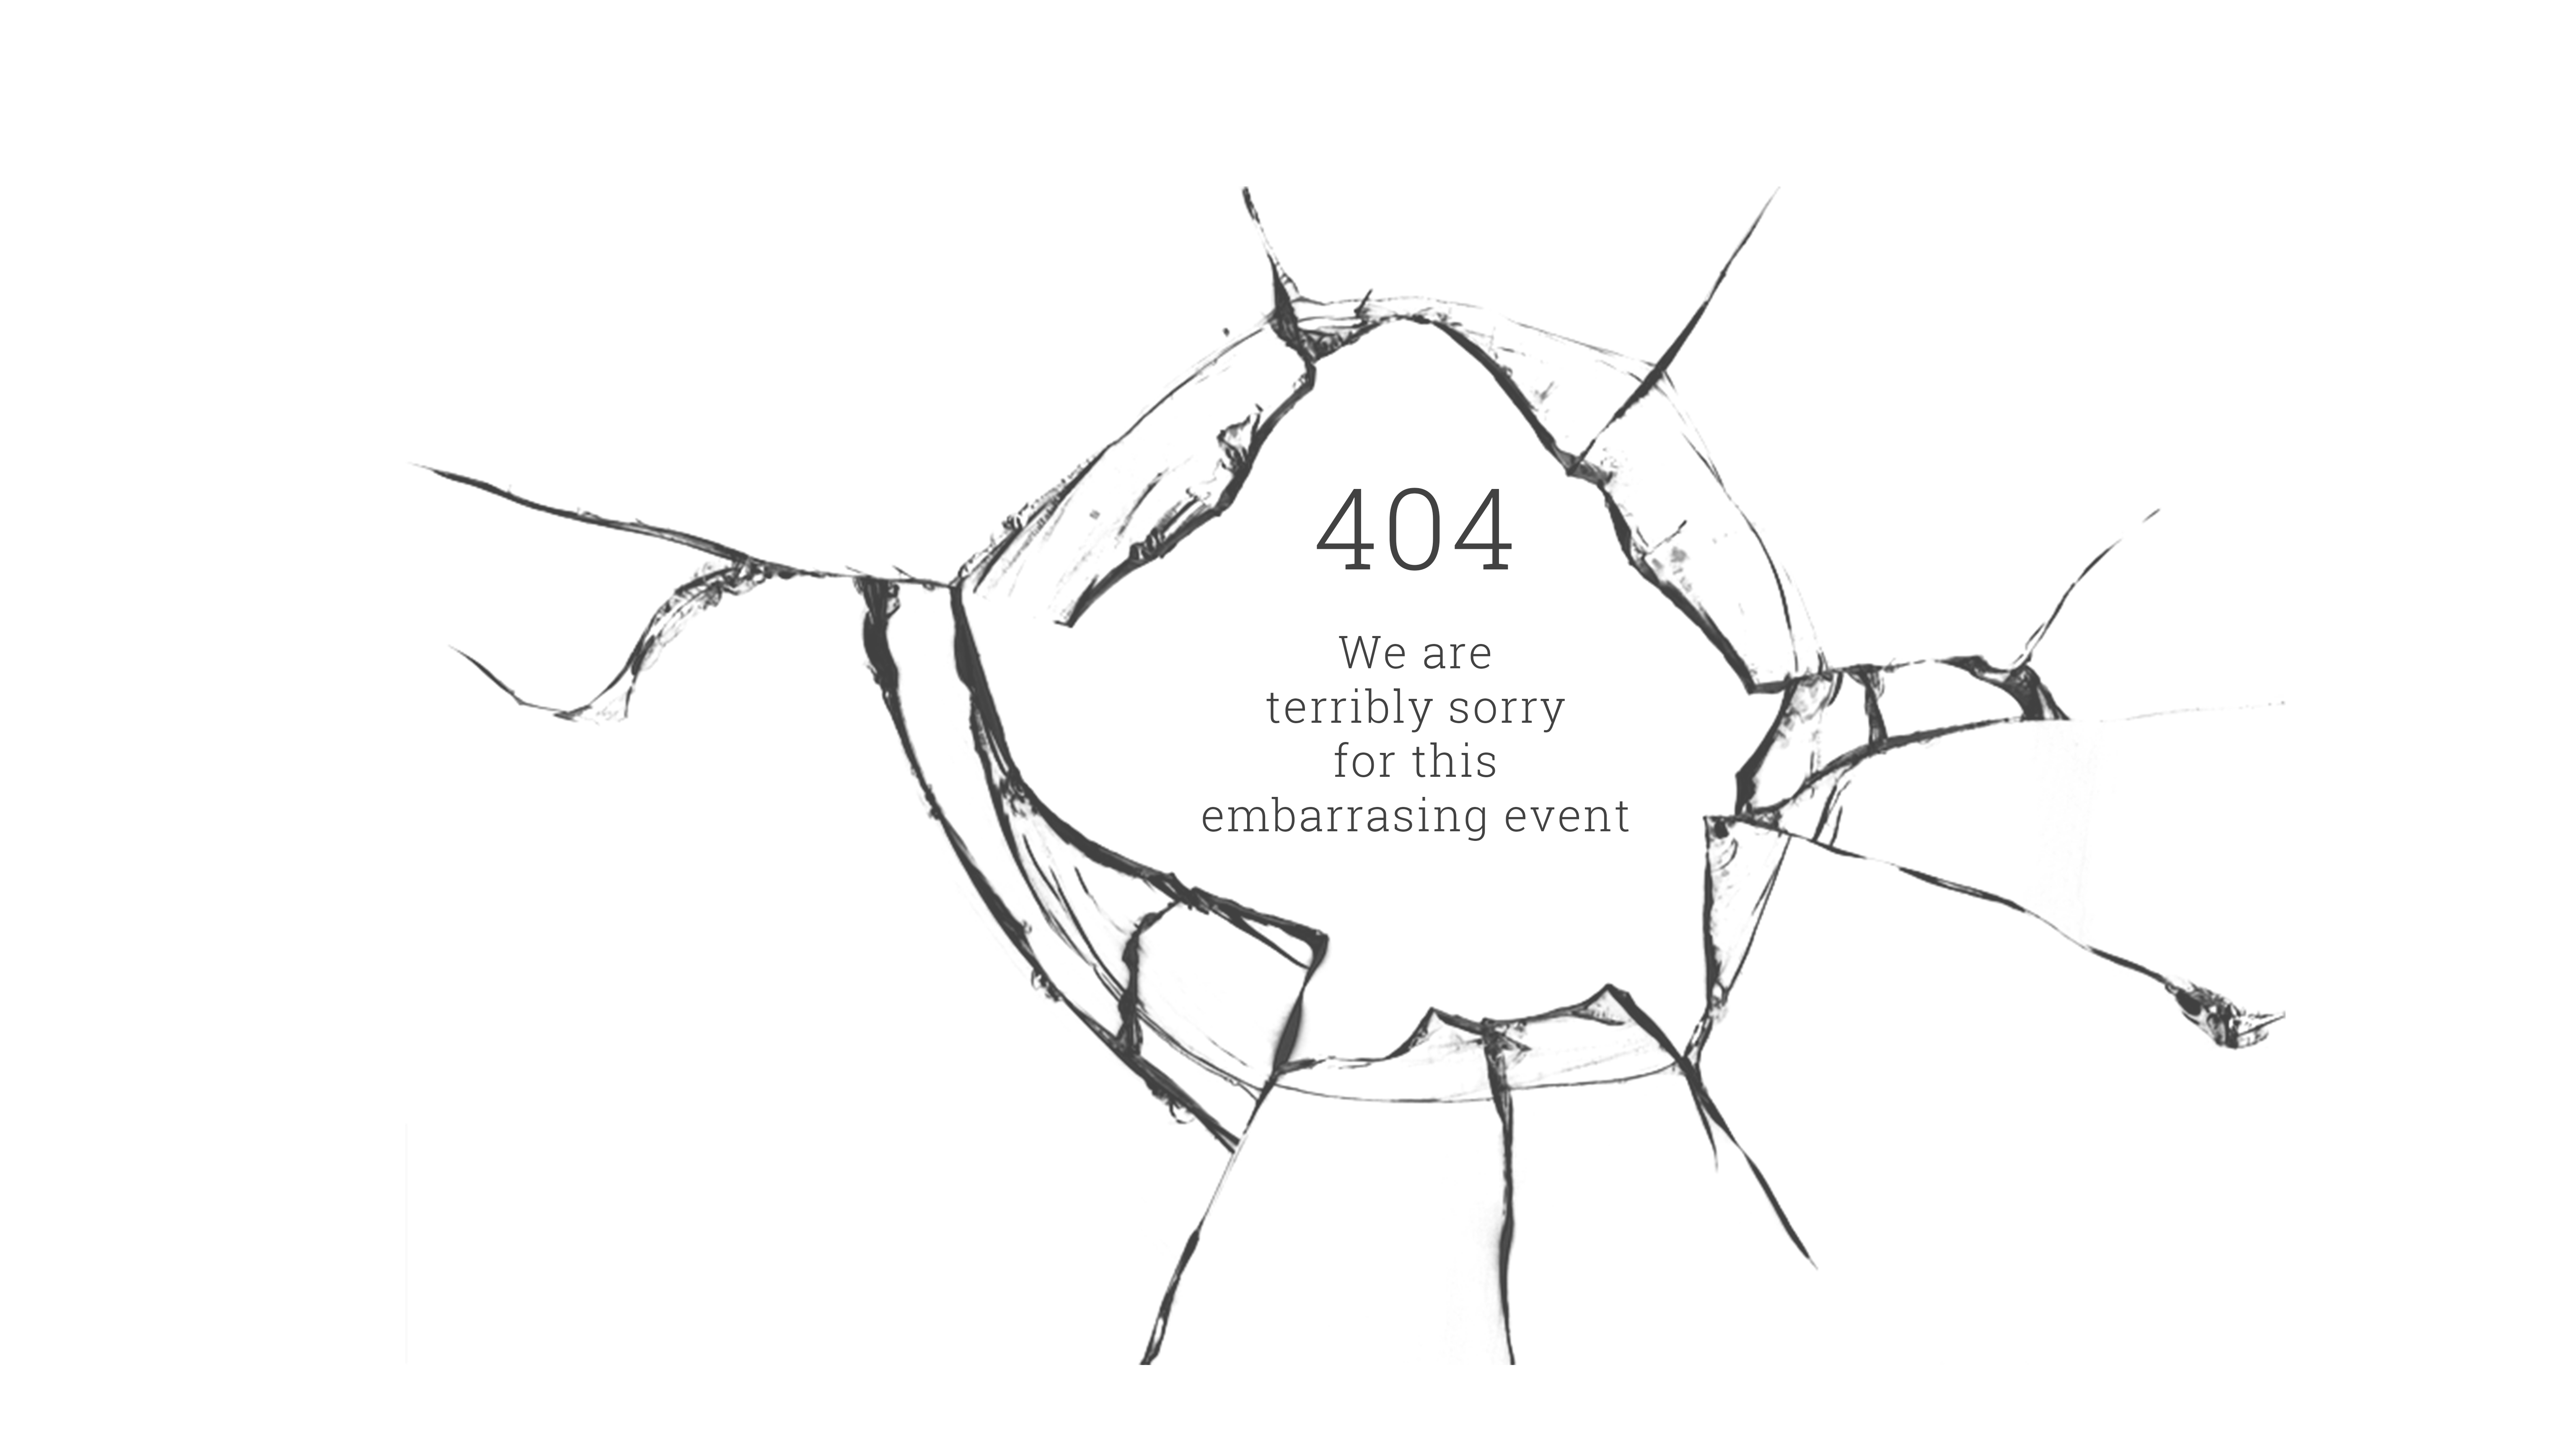 404
We are
terribly sorry
for this
embarrasing event